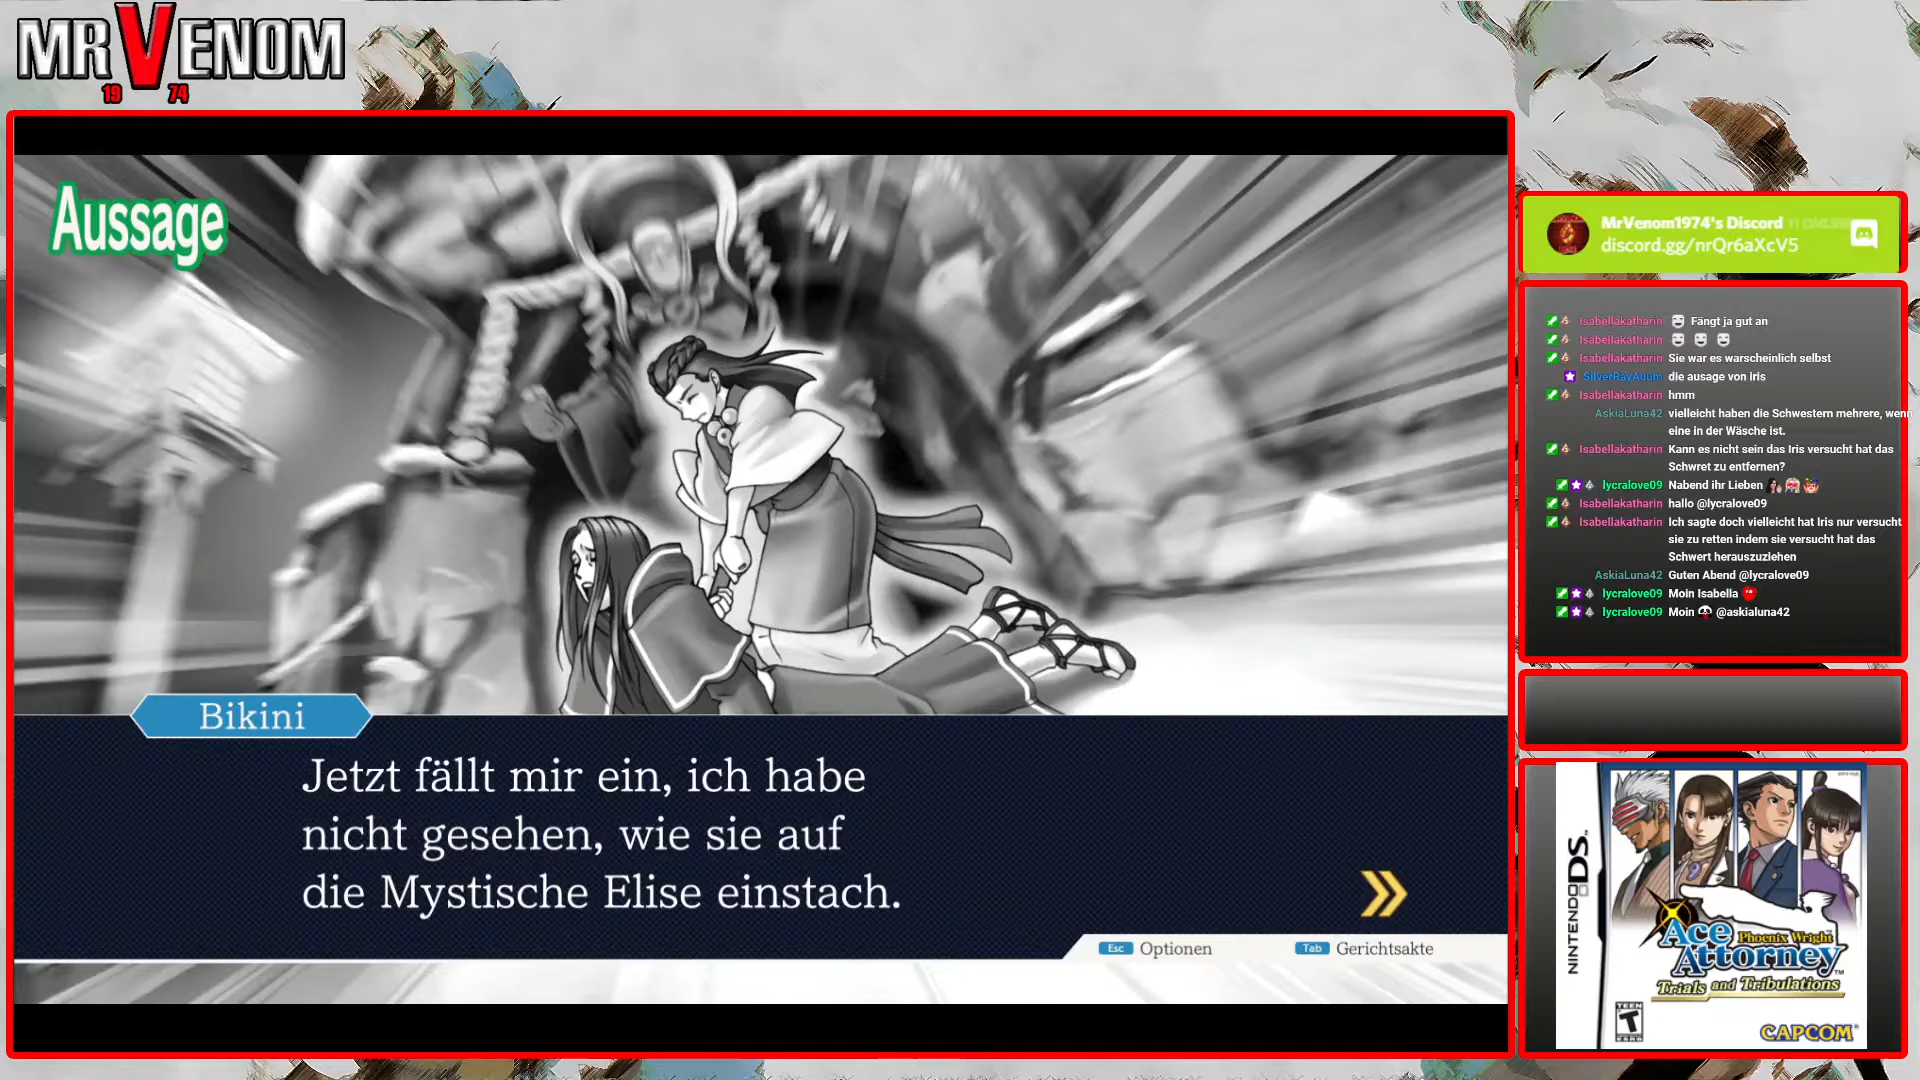 MRVENOM
19 74
Aussage
Bikini
Jetzt fällt mir ein, ich habe
nicht gesehen, wie sie auf
die Mystische Elise einstach.
Esc Optionen
Tab Gerichtsakte
MrVenom1974's Discord
discord.gg/nrQr6aXcV5
Isabellakatharin Fängt ja gut an
Isabellakatharin
Isabellakatharin Sie war es warscheinlich selbst
SilverRayAuum die ausage von Iris
Isabellakatharin hmm
AskiaLuna42 vielleicht haben die Schwestern mehrere, wenn
eine in der Wäsche ist.
Isabellakatharin Kann es nicht sein das Iris versucht hat das
Schwret zu entfernen?
lycralove09 Nabend ihr Lieben
Isabellakatharin hallo @lycralove09
Isabellakatharin Ich sagte doch vielleicht hat Iris nur versucht
sie zu retten indem sie versucht hat das
Schwert herauszuziehen
AskiaLuna42 Guten Abend @lycralove09
lycralove09 Moin Isabella
lycralove09 Moin @askialuna42
NINTENDO DS
Phoenix Wright
Ace
Attorney
Trials and Tribulations
TEEN
T
CAPCOM